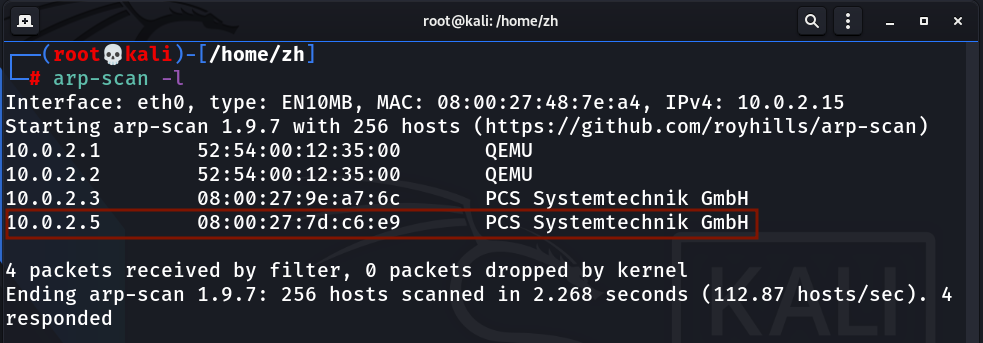 root@kali: /home/zh
┌──(root💀kali)-[/home/zh]
└─# arp-scan -l
Interface: eth0, type: EN10MB, MAC: 08:00:27:48:7e:a4, IPv4: 10.0.2.15
Starting arp-scan 1.9.7 with 256 hosts (https://github.com/royhills/arp-scan)
10.0.2.1        52:54:00:12:35:00       QEMU
10.0.2.2        52:54:00:12:35:00       QEMU
10.0.2.3        08:00:27:9e:a7:6c       PCS Systemtechnik GmbH
10.0.2.5        08:00:27:7d:c6:e9       PCS Systemtechnik GmbH
4 packets received by filter, 0 packets dropped by kernel
Ending arp-scan 1.9.7: 256 hosts scanned in 2.268 seconds (112.87 hosts/sec). 4
responded
KALI